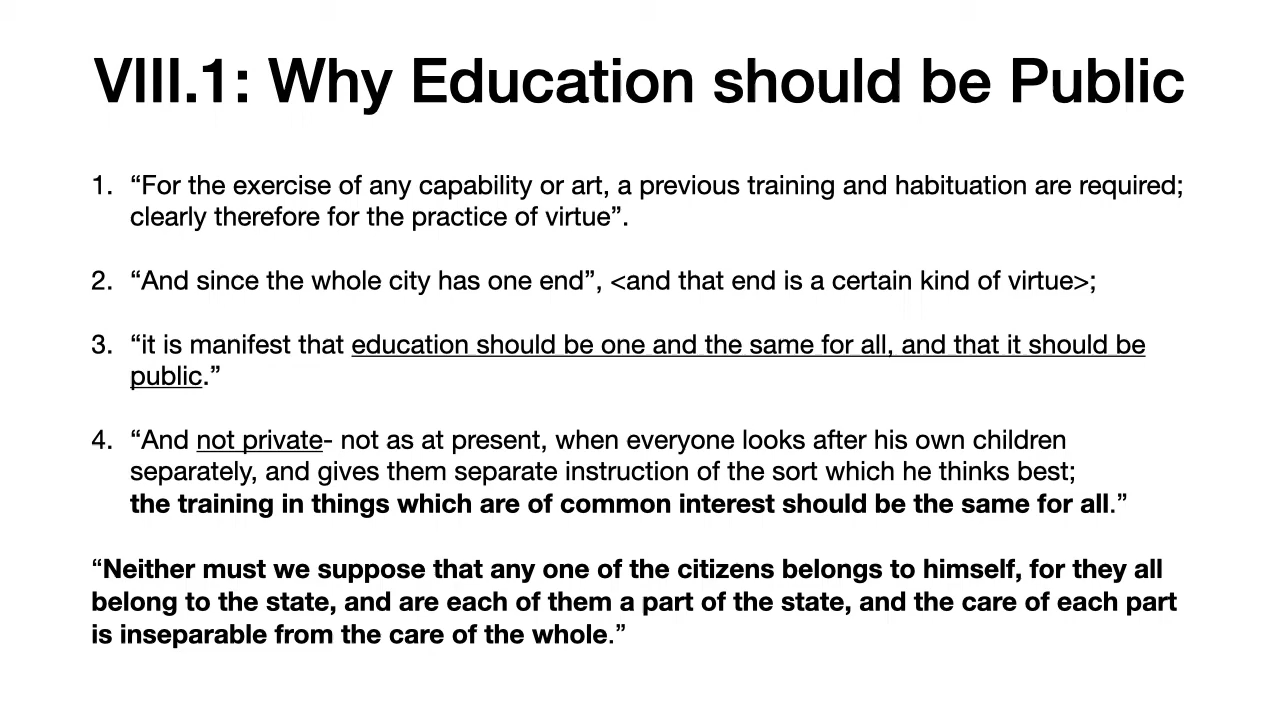 VIII.1: Why Education should be Public
1. “For the exercise of any capability or art, a previous training and habituation are required;
clearly therefore for the practice of virtue”.
2. “And since the whole city has one end”, <and that end is a certain kind of virtue>;
3. “it is manifest that education should be one and the same for all, and that it should be
public.”
4. “And not private- not as at present, when everyone looks after his own children
separately, and gives them separate instruction of the sort which he thinks best;
the training in things which are of common interest should be the same for all.”
“Neither must we suppose that any one of the citizens belongs to himself, for they all
belong to the state, and are each of them a part of the state, and the care of each part
is inseparable from the care of the whole.”